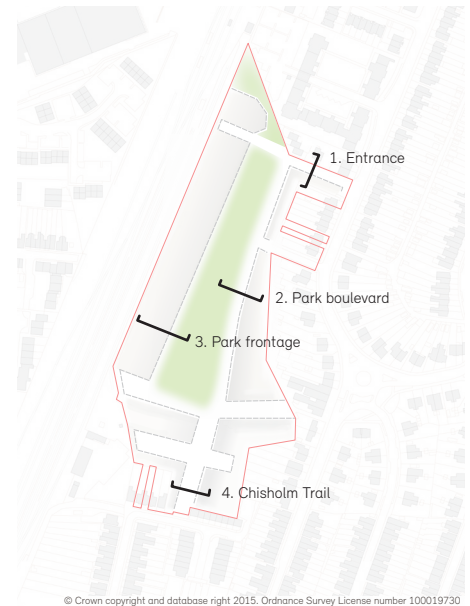 1. Entrance
2. Park boulevard
3. Park frontage
4. Chisholm Trail
© Crown copyright and database right 2015. Ordnance Survey License number 100019730